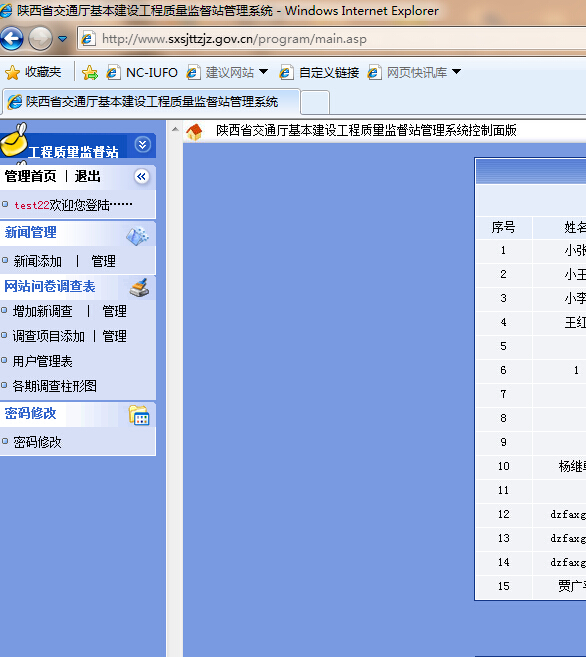 陕西省交通厅基本建设工程质量监督站管理系统 - Windows Internet Explorer
http://www.sxsjttzjz.gov.cn/program/main.asp
收藏夹 NC-IUFO 建议网站 自定义链接 网页快讯库
陕西省交通厅基本建设工程质量监督站管理系统
工程质量监督站
陕西省交通厅基本建设工程质量监督站管理系统控制面版
管理首页 | 退出
test22欢迎您登陆……
新闻管理
新闻添加 | 管理
网站问卷调查表
增加新调查 | 管理
调查项目添加 | 管理
用户管理表
各期调查柱形图
密码修改
密码修改
序号 姓名
1 小张
2 小王
3 小李
4 王红
5
6 1
7
8
9
10 杨继
11
12 dzfaxg
13 dzfaxg
14 dzfaxg
15 贾广